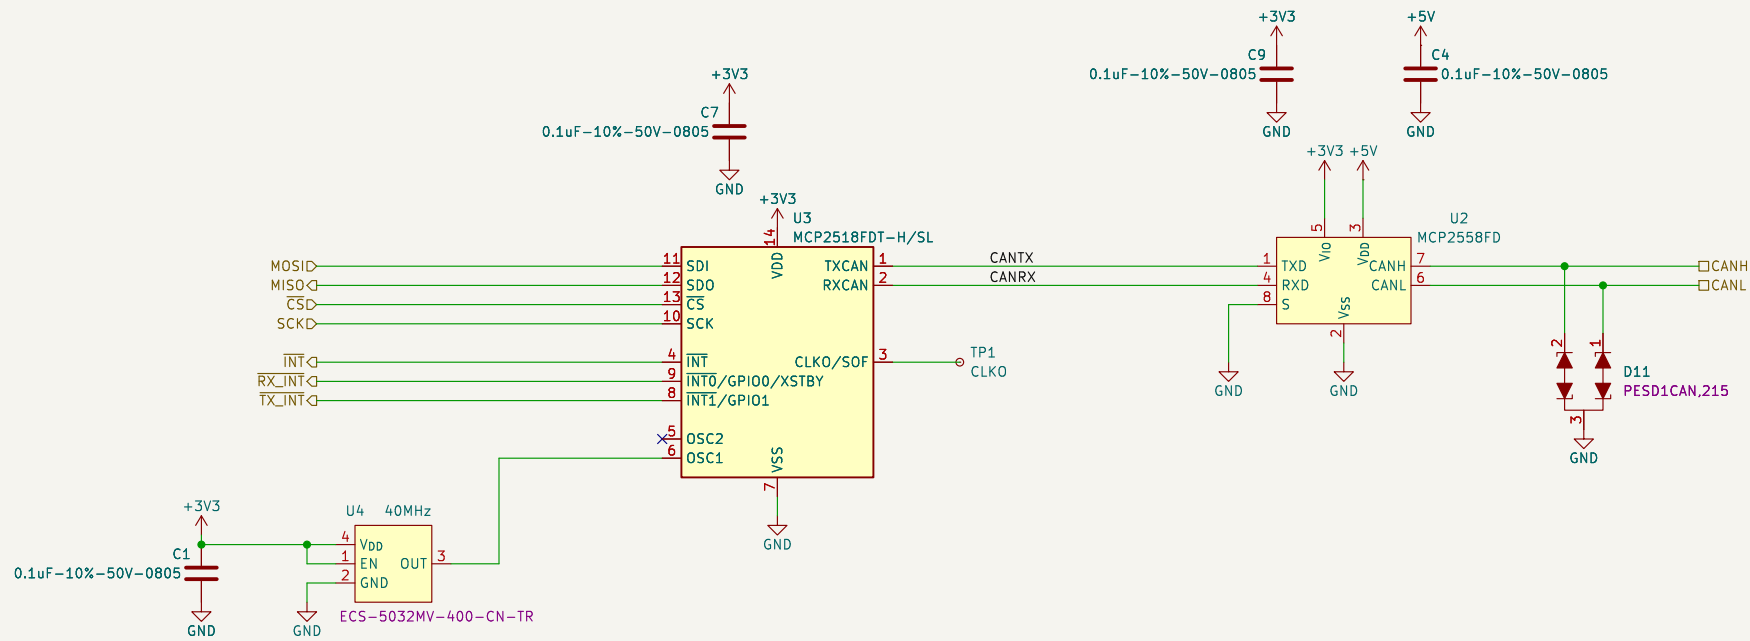 +3V3
C9
0.1uF-10%-50V-0805
GND
+5V
C4
0.1uF-10%-50V-0805
GND
+3V3
C7
0.1uF-10%-50V-0805
GND
+3V3
14
U3
MCP2518FDT-H/SL
VDD
MOSI
11
SDI
MISO
12
SDO
CS
13
CS
SCK
10
SCK
INT
4
INT
RX_INT
9
INT0/GPIO0/XSTBY
TX_INT
8
INT1/GPIO1
5
OSC2
6
OSC1
VSS
7
GND
TXCAN
1
CANTX
RXCAN
2
CANRX
CLKO/SOF
3
TP1
CLKO
+3V3
+5V
5
3
U2
MCP2558FD
VIO
VDD
1
TXD
4
RXD
8
S
GND
VSS
2
GND
CANH
7
CANH
CANL
6
CANL
2
1
D11
PESD1CAN,215
3
GND
+3V3
C1
0.1uF-10%-50V-0805
GND
U4
40MHz
4
VDD
1
EN
2
GND
OUT
3
GND
ECS-5032MV-400-CN-TR